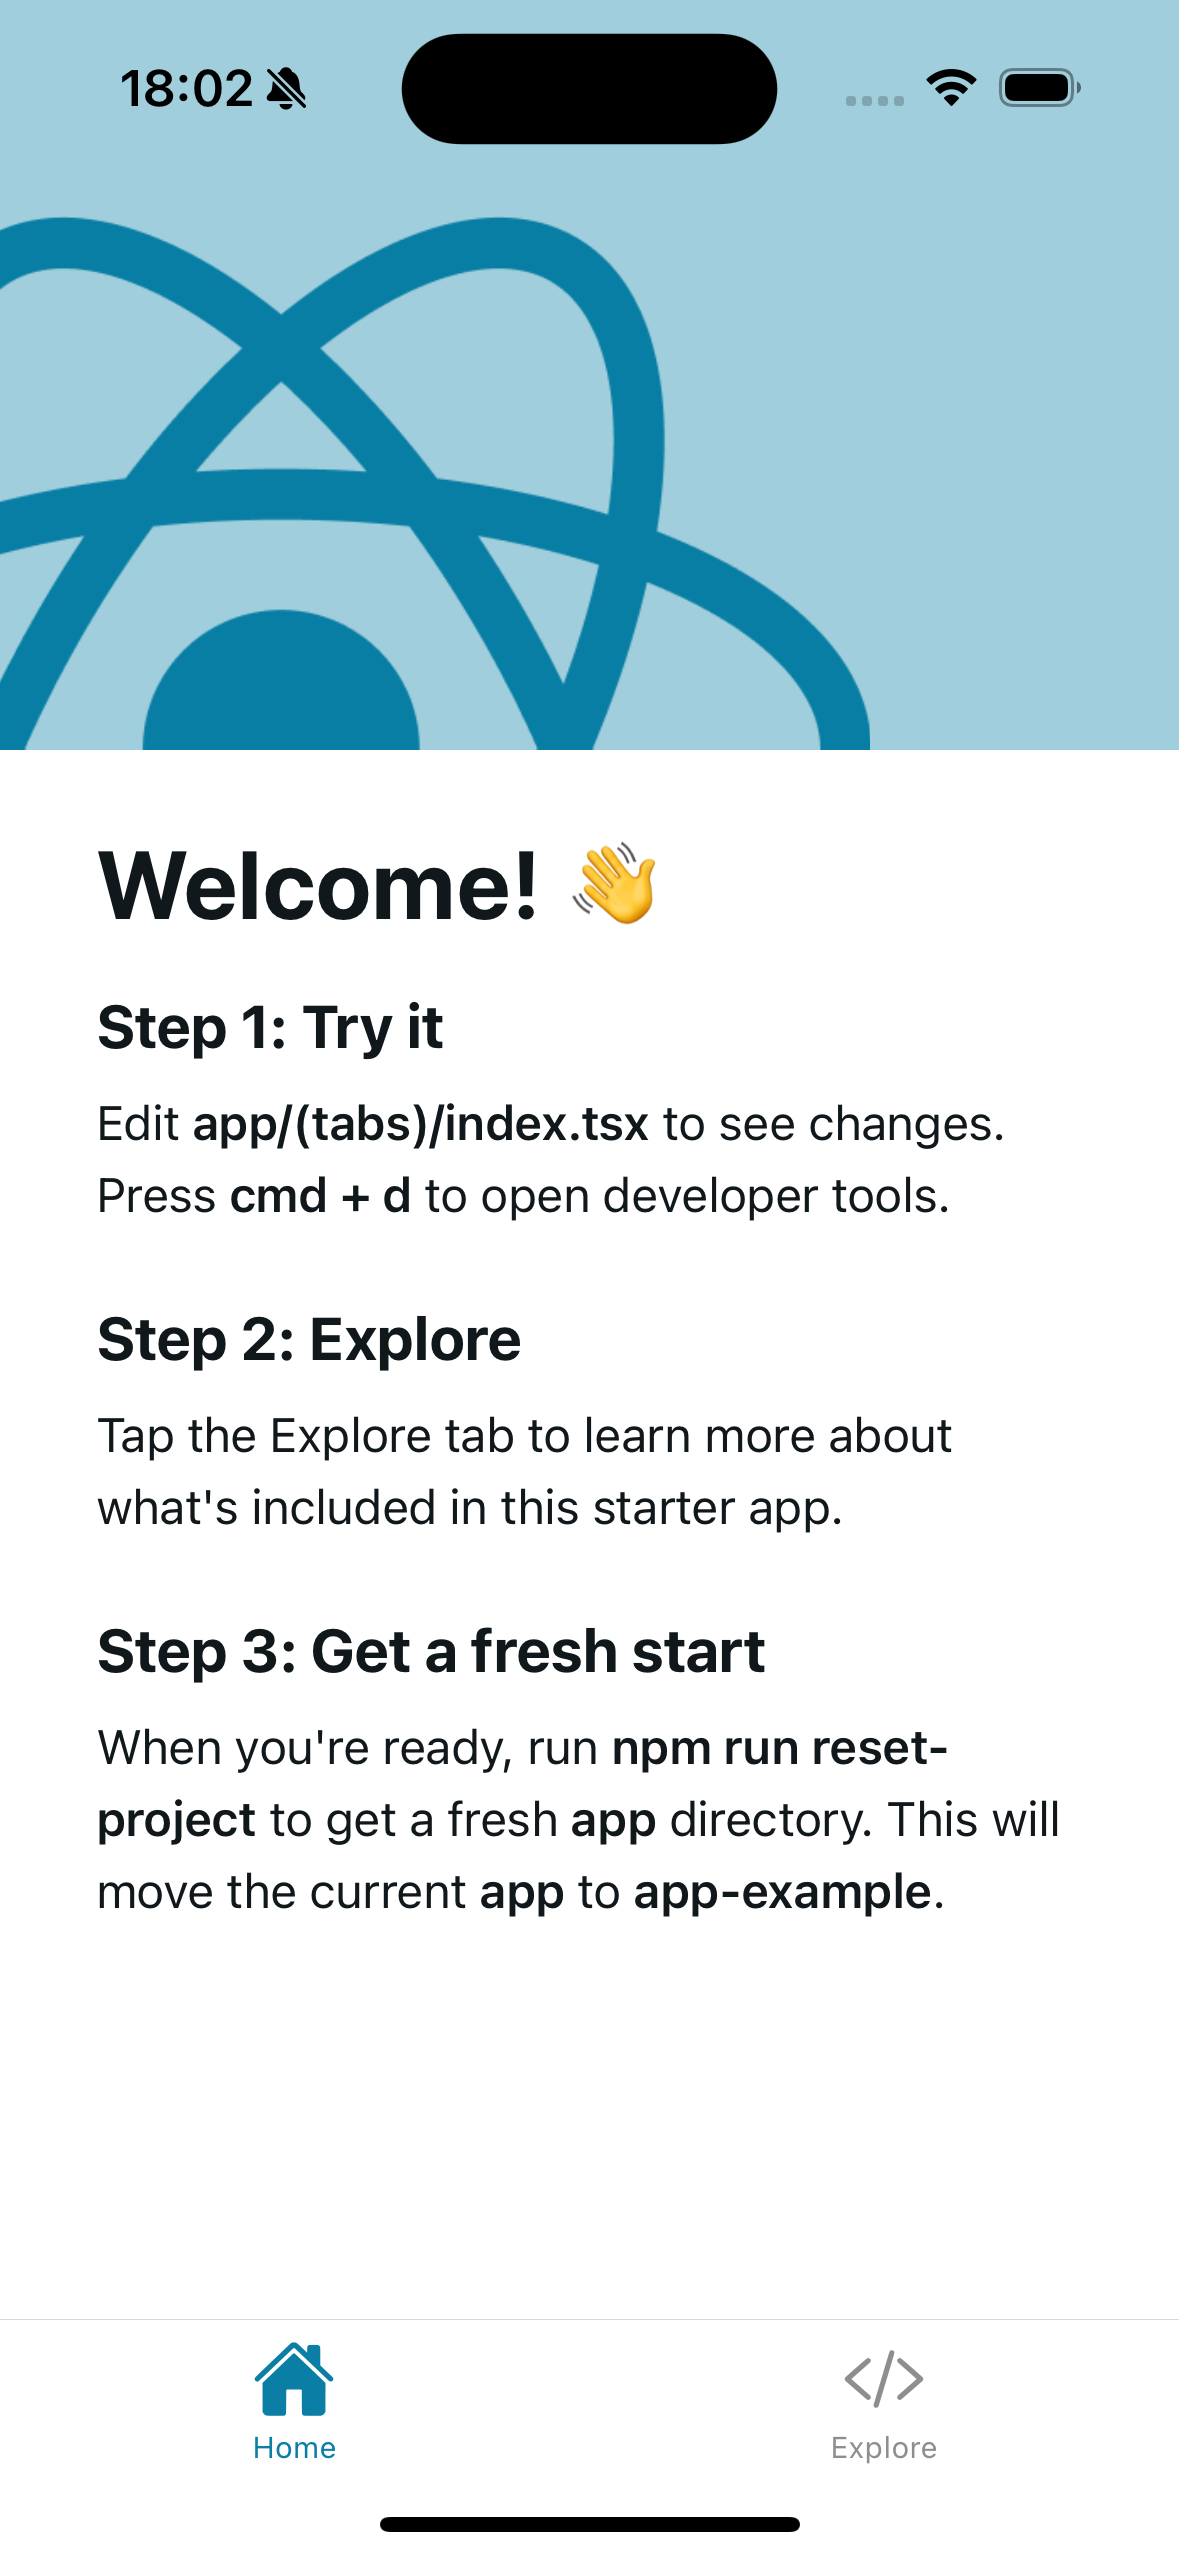 18:02
Welcome! 👋
Step 1: Try it
Edit app/(tabs)/index.tsx to see changes.
Press cmd + d to open developer tools.
Step 2: Explore
Tap the Explore tab to learn more about
what's included in this starter app.
Step 3: Get a fresh start
When you're ready, run npm run reset-
project to get a fresh app directory. This will
move the current app to app-example.
Home
Explore